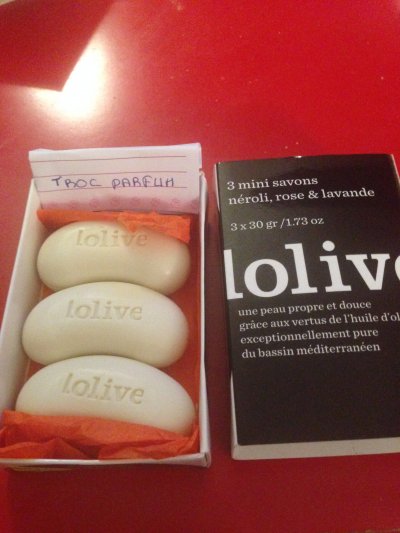 TROC PARFUM
lolive
lolive
lolive
3 mini savons
néroli, rose & lavande
3 x 30 gr /1.73 oz
lolive
une peau propre et douce
grâce aux vertus de l'huile d'ol
exceptionnellement pure
du bassin méditerranéen